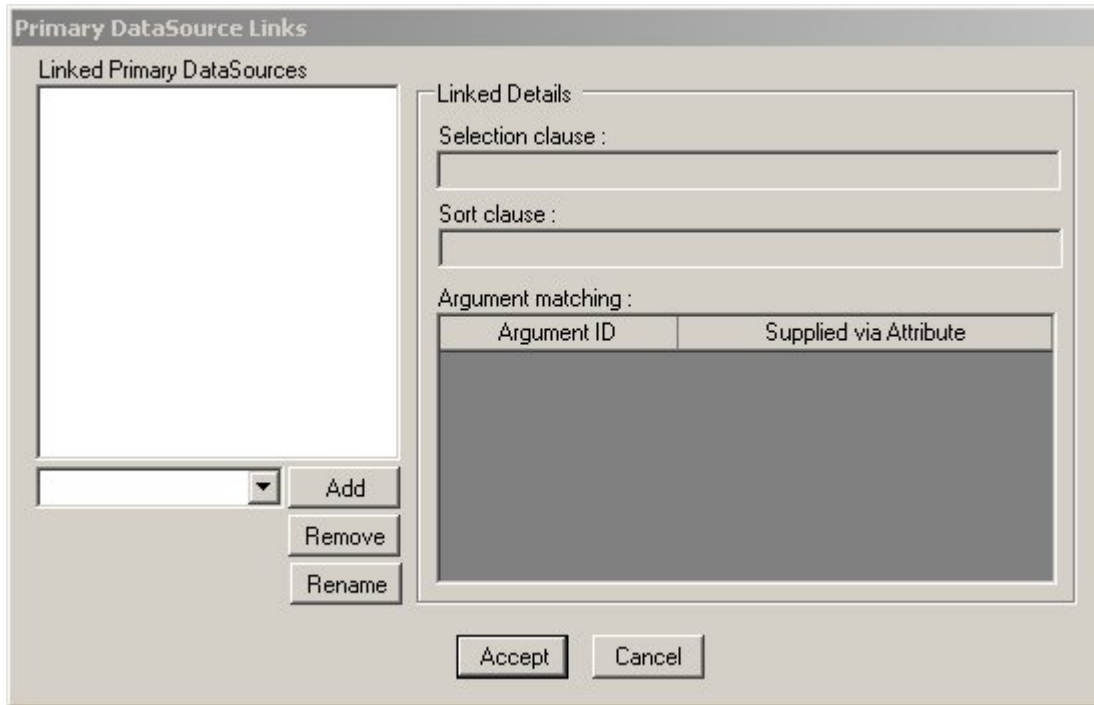 Primary DataSource Links
Linked Primary DataSources
Linked Details
Selection clause :
Sort clause :
Argument matching :
Argument ID Supplied via Attribute
Add
Remove
Rename
Accept Cancel